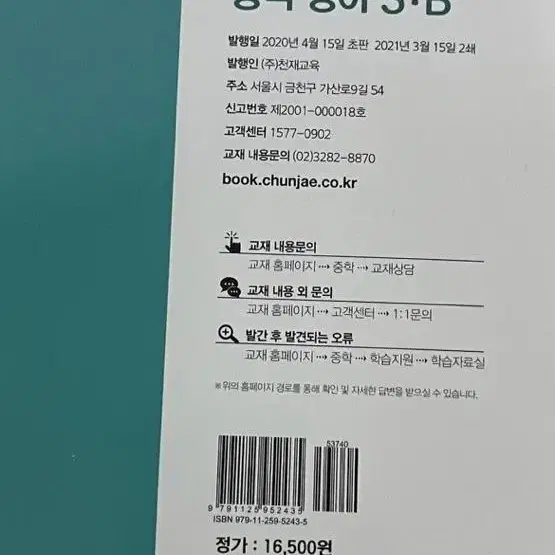 중학 영어 3·B
발행일 2020년 4월 15일 초판 2021년 3월 15일 2쇄
발행인 (주)천재교육
주소 서울시 금천구 가산로9길 54
신고번호 제2001-000018호
고객센터 1577-0902
교재 내용문의 (02)3282-8870
book.chunjae.co.kr
교재 내용문의
교재 홈페이지 ⇢ 중학 ⇢ 교재상담
교재 내용 외 문의
교재 홈페이지 ⇢ 고객센터 ⇢ 1:1문의
발간 후 발견되는 오류
교재 홈페이지 ⇢ 중학 ⇢ 학습지원 ⇢ 학습자료실
※ 위의 홈페이지 경로를 통해 확인 및 자세한 답변을 받으실 수 있습니다.
53740
9 791125 952435
ISBN 979-11-259-5243-5
정가 : 16,500원